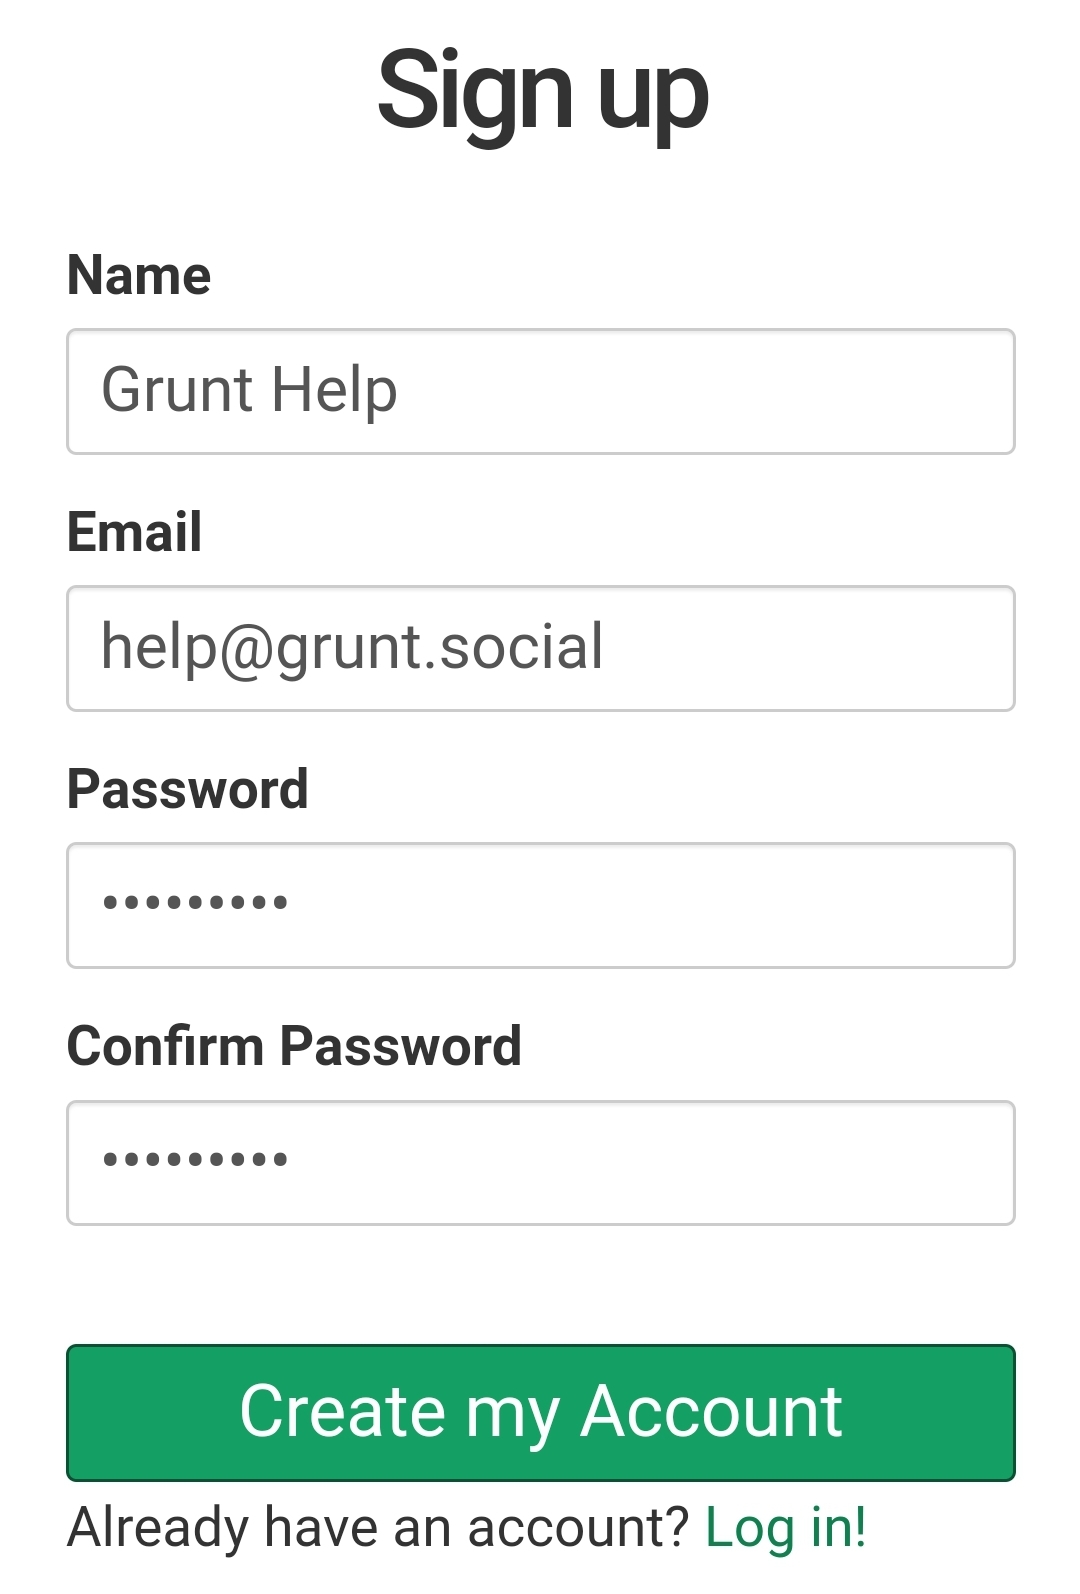 Sign up
Name
Grunt Help
Email
help@grunt.social
Password
•••••••••
Confirm Password
•••••••••
Create my Account
Already have an account? Log in!